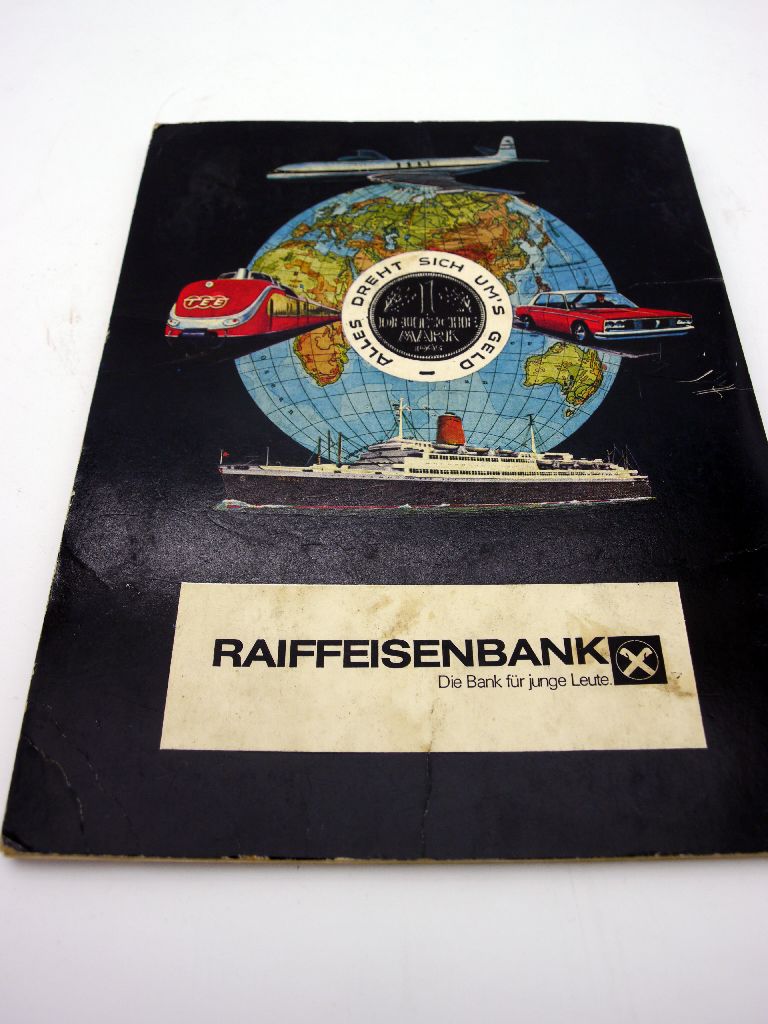 ALLES DREHT SICH UM'S GELD
1
DEUTSCHE
MARK
TEE
RAIFFEISENBANK
Die Bank für junge Leute.